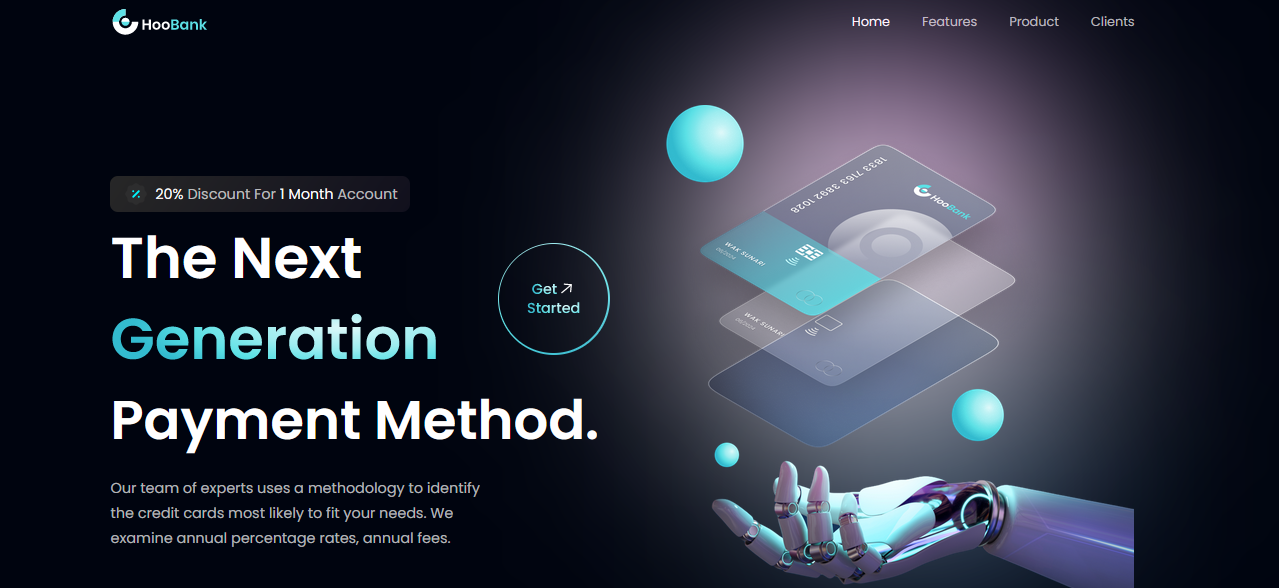 HooBank
Home Features Product Clients
20% Discount For 1 Month Account
The Next
Generation
Payment Method.
Get
Started
Our team of experts uses a methodology to identify
the credit cards most likely to fit your needs. We
examine annual percentage rates, annual fees.
1833 7163 3892 1028
HooBank
WAK SUNARI
WAK SUNARI